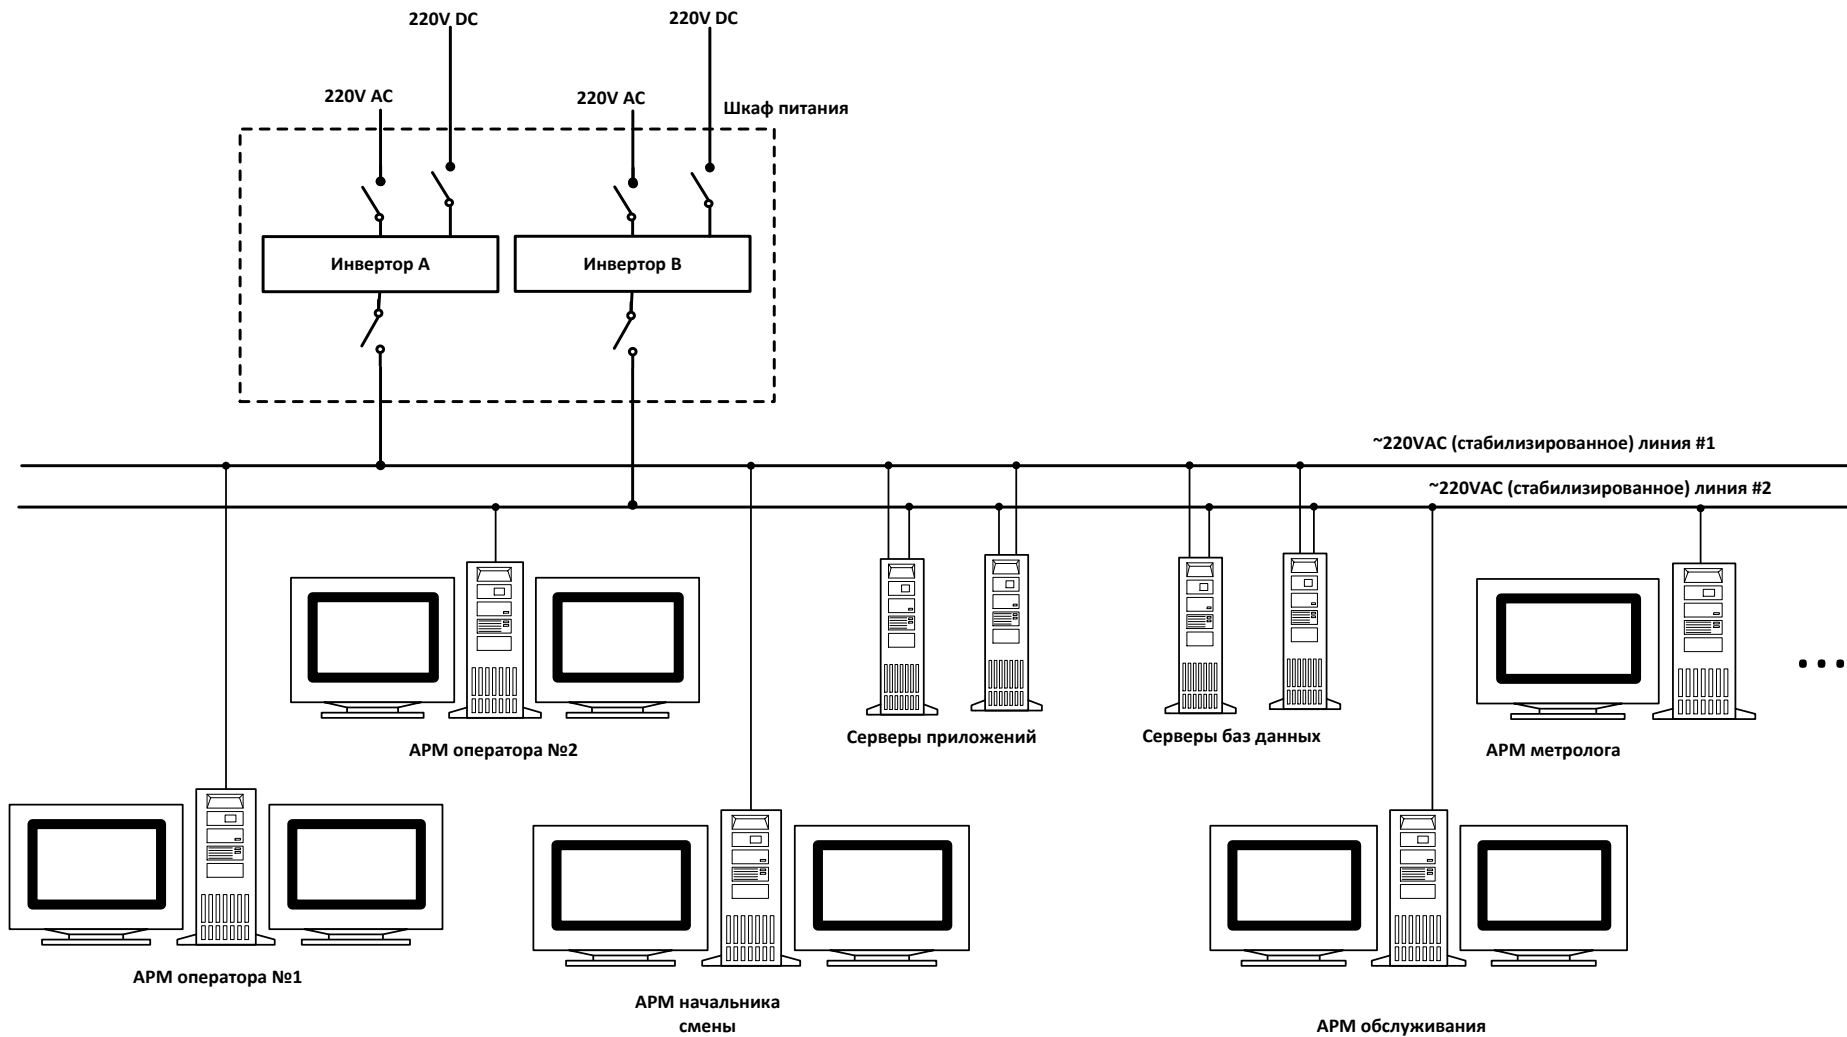 220V DC
220V DC
220V AC
220V AC
Шкаф питания
Инвертор А
Инвертор В
~220VAC (стабилизированное) линия #1
~220VAC (стабилизированное) линия #2
АРМ оператора №2
Серверы приложений
Серверы баз данных
АРМ метролога
...
АРМ оператора №1
АРМ начальника
смены
АРМ обслуживания